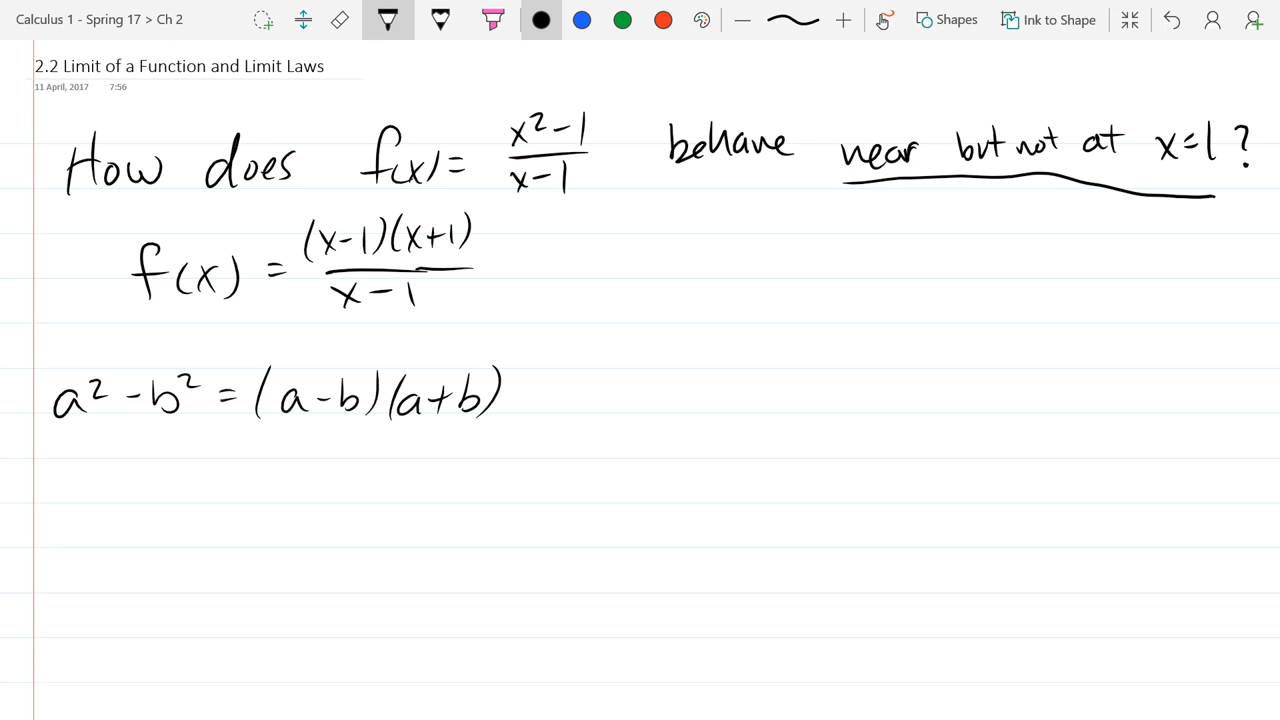 Calculus 1 - Spring 17 > Ch 2 Shapes Ink to Shape
2.2 Limit of a Function and Limit Laws
11 April, 2017 7:56
How does f(x) = (x² - 1)/(x - 1) behave near but not at x=1?
f(x) = ((x-1)(x+1))/(x-1)
a² - b² = (a-b)(a+b)